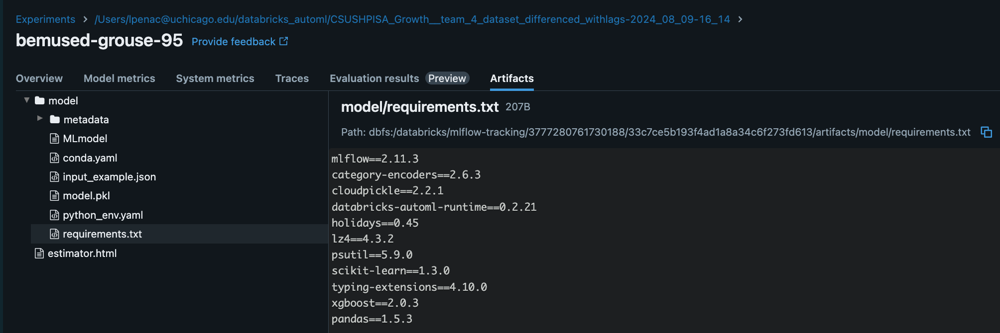 Experiments > /Users/lpenac@uchicago.edu/databricks_automl/CSUSHPISA_Growth__team_4_dataset_differenced_withlags-2024_08_09-16_14 >
bemused-grouse-95 Provide feedback
Overview Model metrics System metrics Traces Evaluation results Preview Artifacts
model
metadata
MLmodel
conda.yaml
input_example.json
model.pkl
python_env.yaml
requirements.txt
estimator.html
model/requirements.txt 207B
Path: dbfs:/databricks/mlflow-tracking/3777280761730188/33c7ce5b193f4ad1a8a34c6f273fd613/artifacts/model/requirements.txt
mlflow==2.11.3
category-encoders==2.6.3
cloudpickle==2.2.1
databricks-automl-runtime==0.2.21
holidays==0.45
lz4==4.3.2
psutil==5.9.0
scikit-learn==1.3.0
typing-extensions==4.10.0
xgboost==2.0.3
pandas==1.5.3